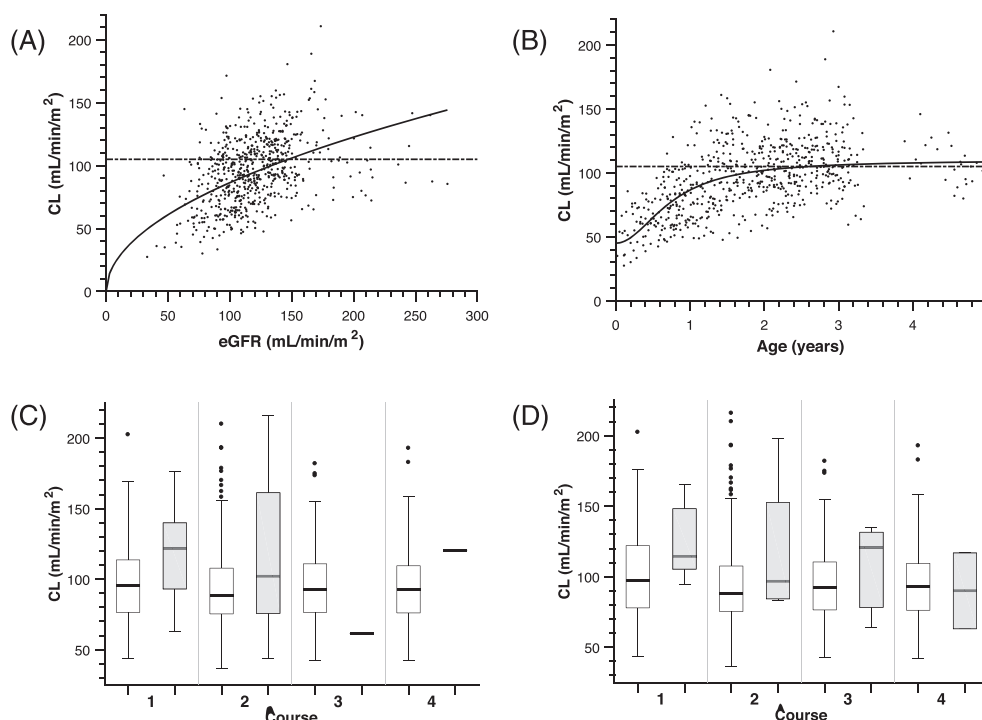 (A)
CL (mL/min/m²)
200
150
100
50
0
0 50 100 150 200 250 300
eGFR (mL/min/m²)
(B)
CL (mL/min/m²)
200
150
100
50
0
0 1 2 3 4
Age (years)
(C)
CL (mL/min/m²)
200
150
100
50
1 2 3 4
Course
(D)
CL (mL/min/m²)
200
150
100
50
1 2 3 4
Course